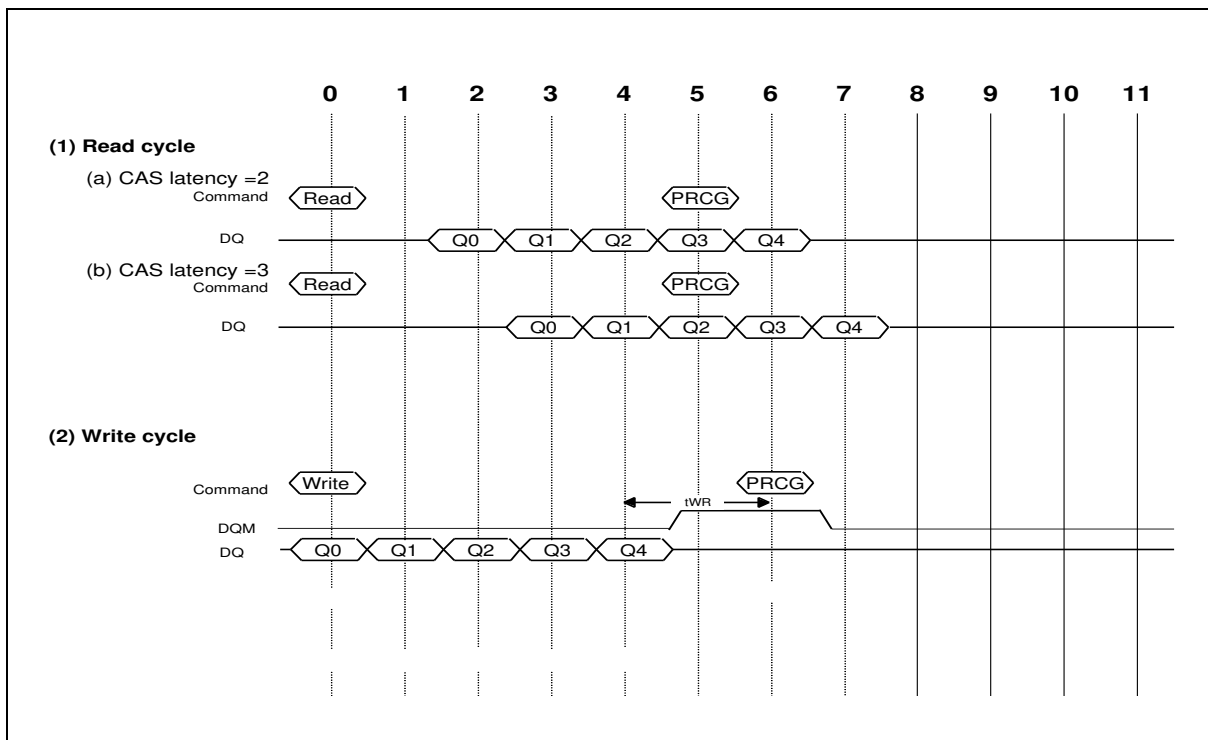 0 1 2 3 4 5 6 7 8 9 10 11
(1) Read cycle
(a) CAS latency =2
Command Read PRCG
DQ Q0 Q1 Q2 Q3 Q4
(b) CAS latency =3
Command Read PRCG
DQ Q0 Q1 Q2 Q3 Q4
(2) Write cycle
Command Write PRCG
tWR
DQM
DQ Q0 Q1 Q2 Q3 Q4